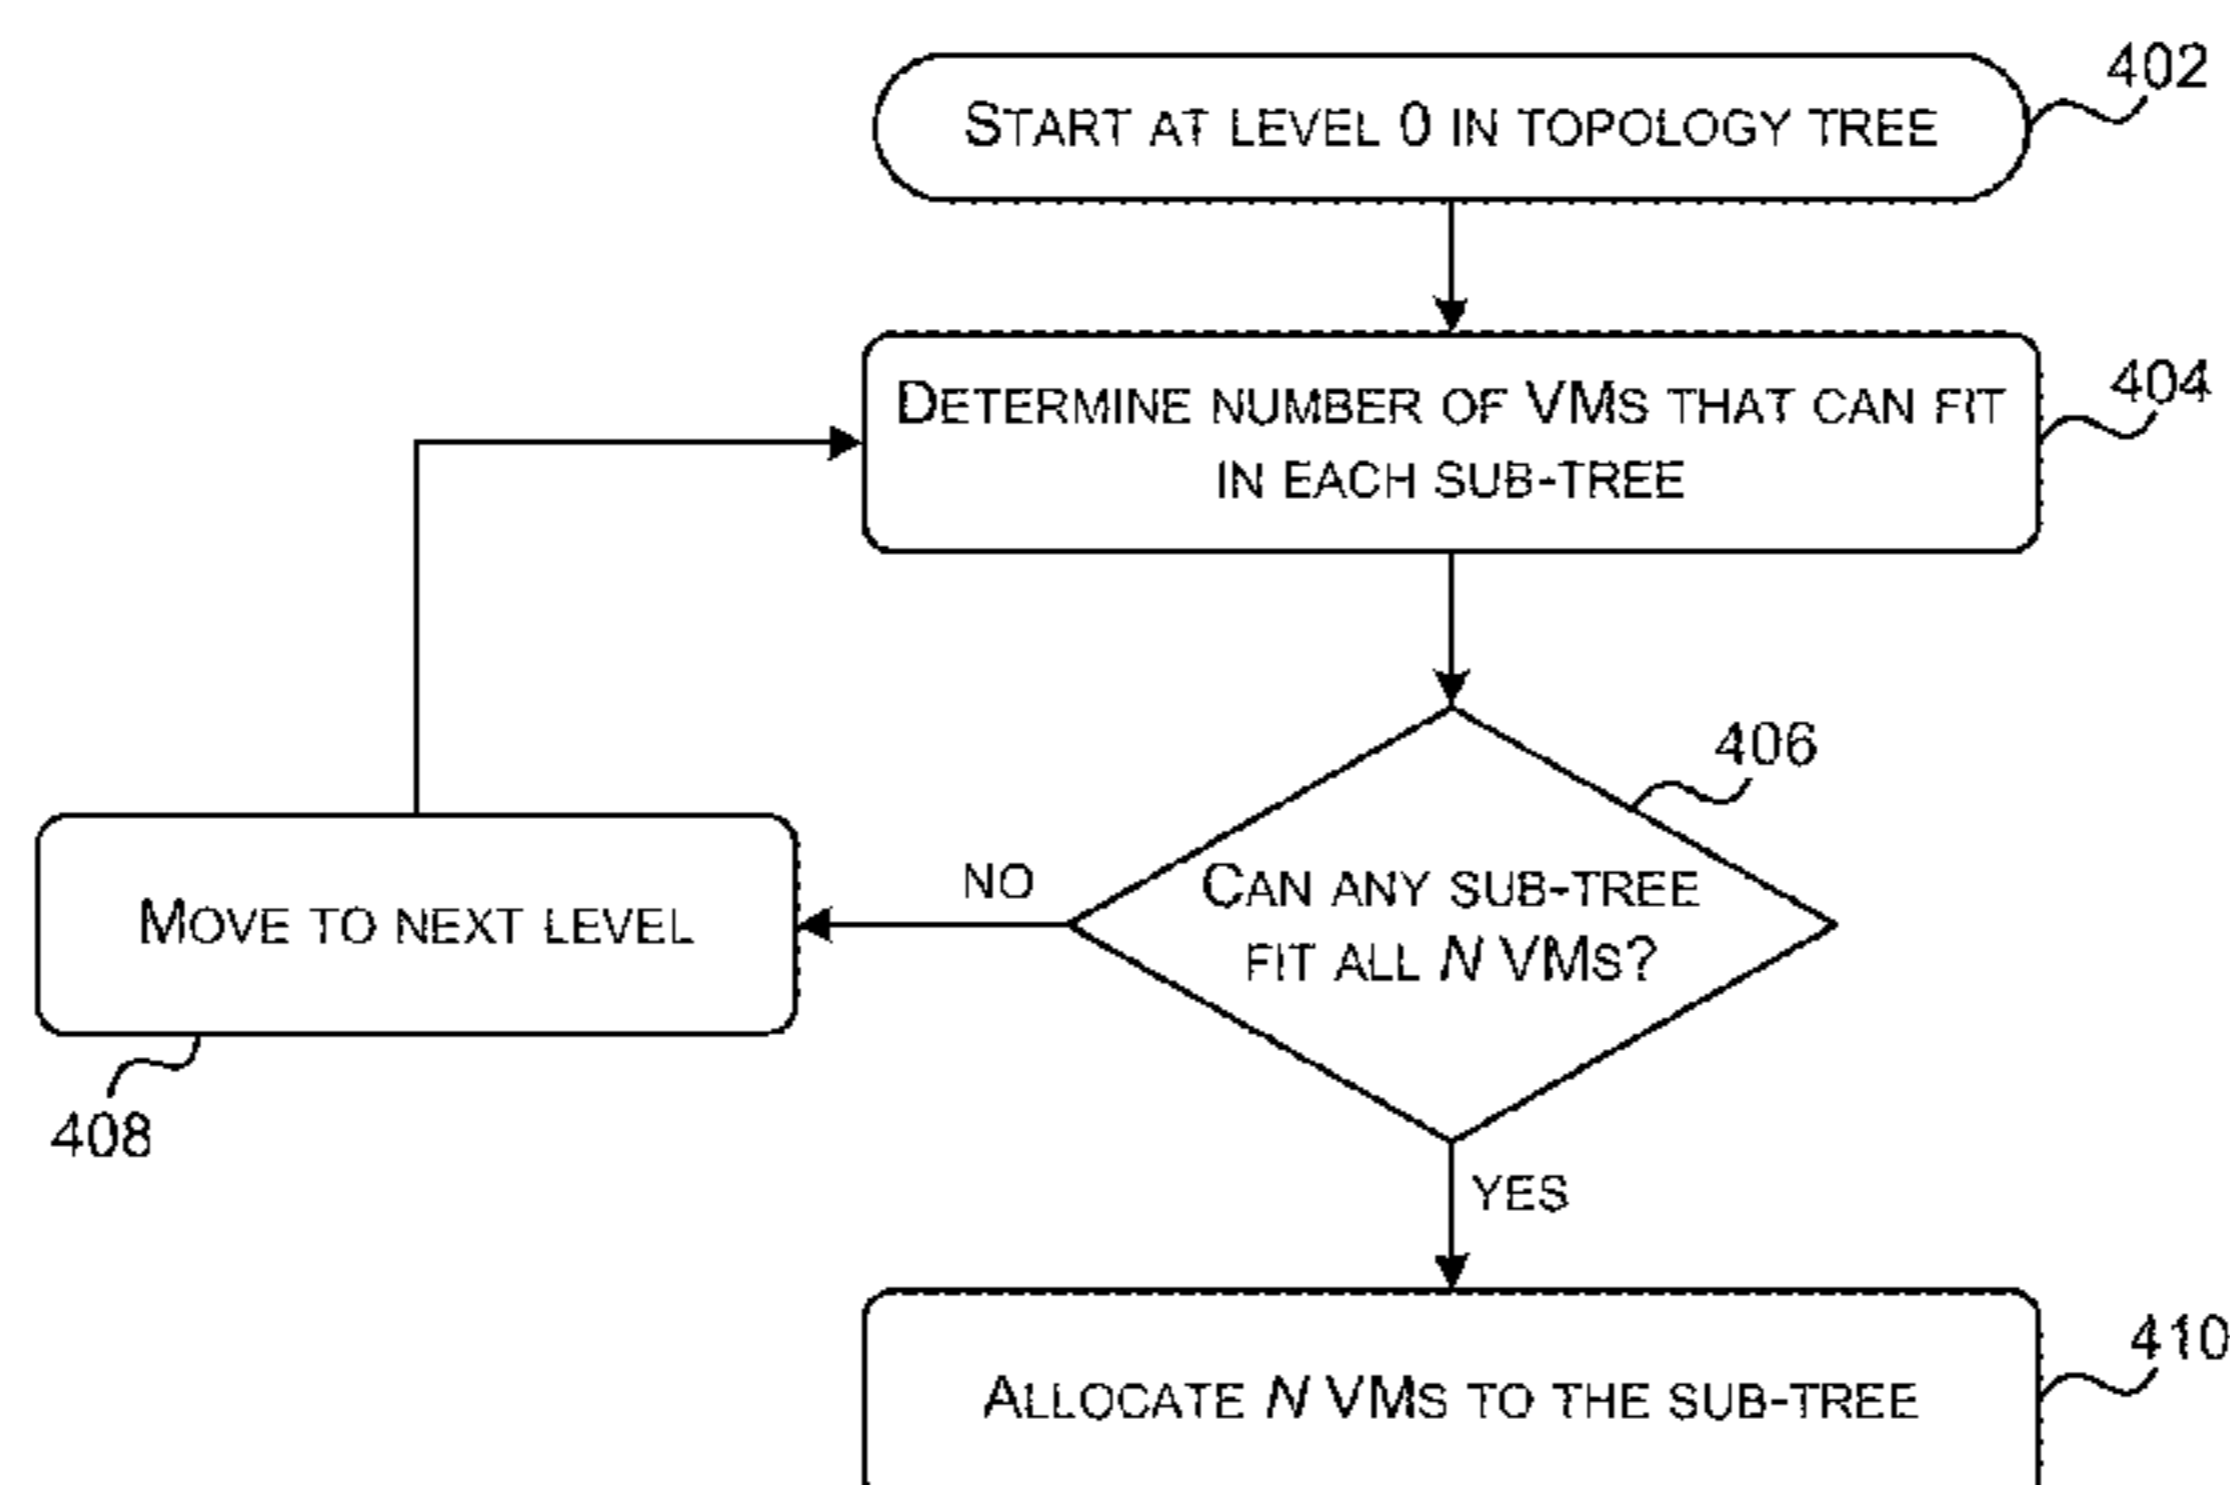 START AT LEVEL 0 IN TOPOLOGY TREE
402
DETERMINE NUMBER OF VMS THAT CAN FIT
IN EACH SUB-TREE
404
406
CAN ANY SUB-TREE
FIT ALL N VMS?
NO
MOVE TO NEXT LEVEL
408
YES
ALLOCATE N VMS TO THE SUB-TREE
410